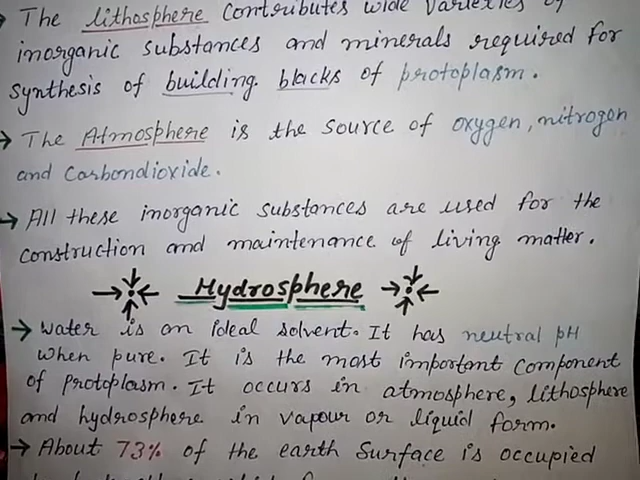 → The lithosphere contributes wide varieties of
inorganic substances and minerals required for
synthesis of building blacks of protoplasm.
→ The Atmosphere is the source of oxygen, nitrogen
and Carbondioxide.
→ All these inorganic substances are used for the
construction and maintenance of living matter.
Hydrosphere
→ Water is an ideal solvent. It has neutral pH
when pure. It is the most important component
of protoplasm. It occurs in atmosphere, lithosphere
and hydrosphere in vapour or liquid form.
→ About 73% of the earth surface is occupied